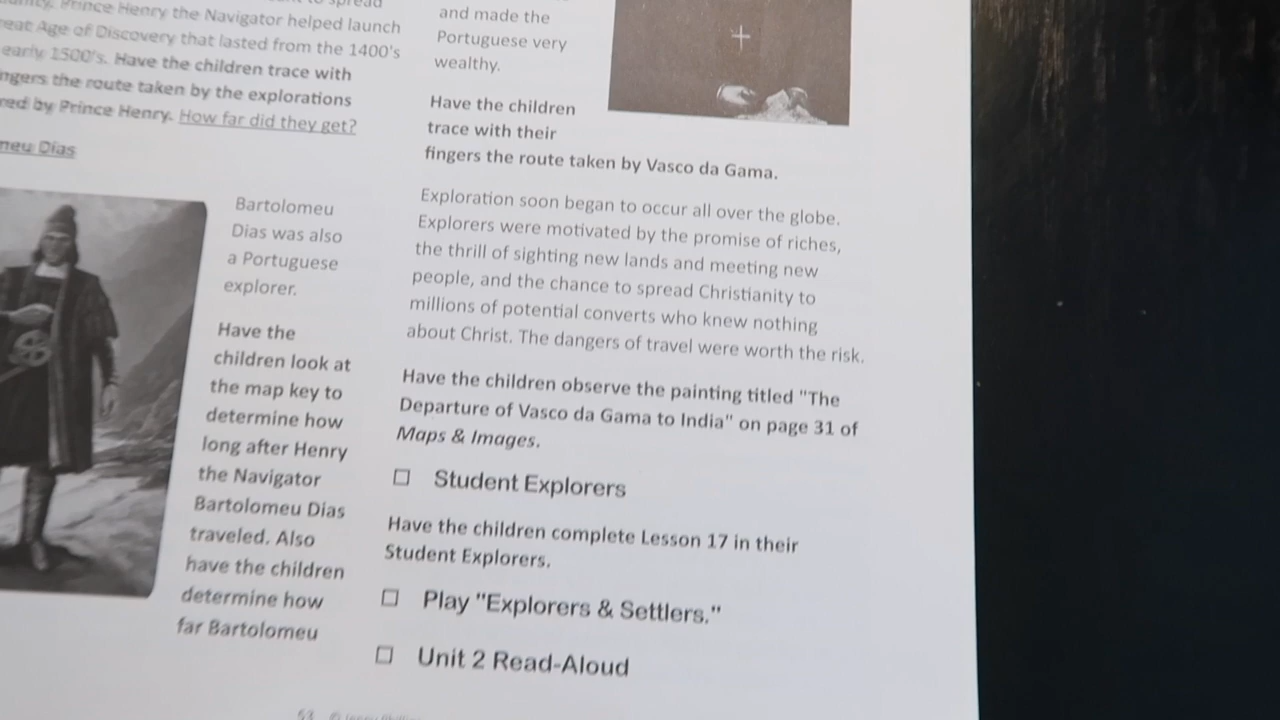 to spread
Prince Henry the Navigator helped launch
Age of Discovery that lasted from the 1400's
early 1500's. Have the children trace with
the route taken by the explorations
by Prince Henry. How far did they get?
Dias
Bartolomeu
Dias was also
a Portuguese
explorer.
Have the
children look at
the map key to
determine how
long after Henry
the Navigator
Bartolomeu Dias
traveled. Also
have the children
determine how
far Bartolomeu
and made the
Portuguese very
wealthy.
Have the children
trace with their
fingers the route taken by Vasco da Gama.
Exploration soon began to occur all over the globe.
Explorers were motivated by the promise of riches,
the thrill of sighting new lands and meeting new
people, and the chance to spread Christianity to
millions of potential converts who knew nothing
about Christ. The dangers of travel were worth the risk.
Have the children observe the painting titled "The
Departure of Vasco da Gama to India" on page 31 of
Maps & Images.
☐ Student Explorers
Have the children complete Lesson 17 in their
Student Explorers.
☐ Play "Explorers & Settlers."
☐ Unit 2 Read-Aloud